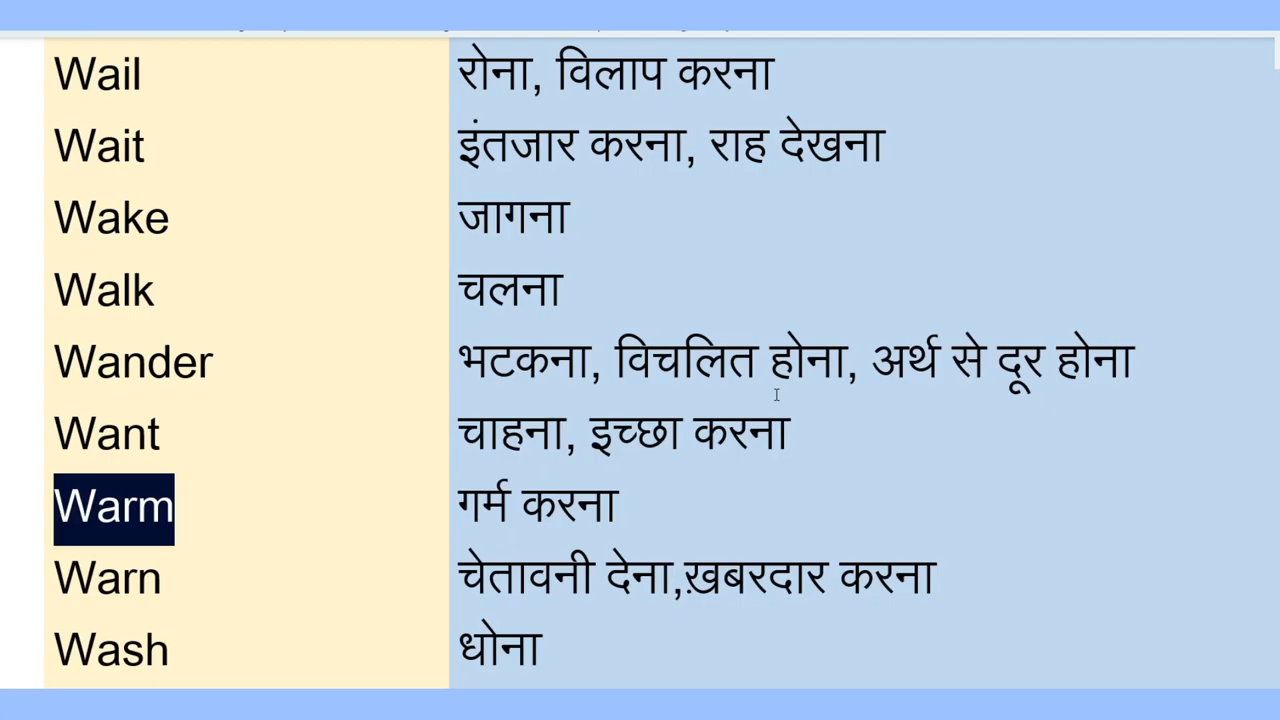 Wail रोना, विलाप करना
Wait इंतजार करना, राह देखना
Wake जागना
Walk चलना
Wander भटकना, विचलित होना, अर्थ से दूर होना
Want चाहना, इच्छा करना
Warm गर्म करना
Warn चेतावनी देना,ख़बरदार करना
Wash धोना